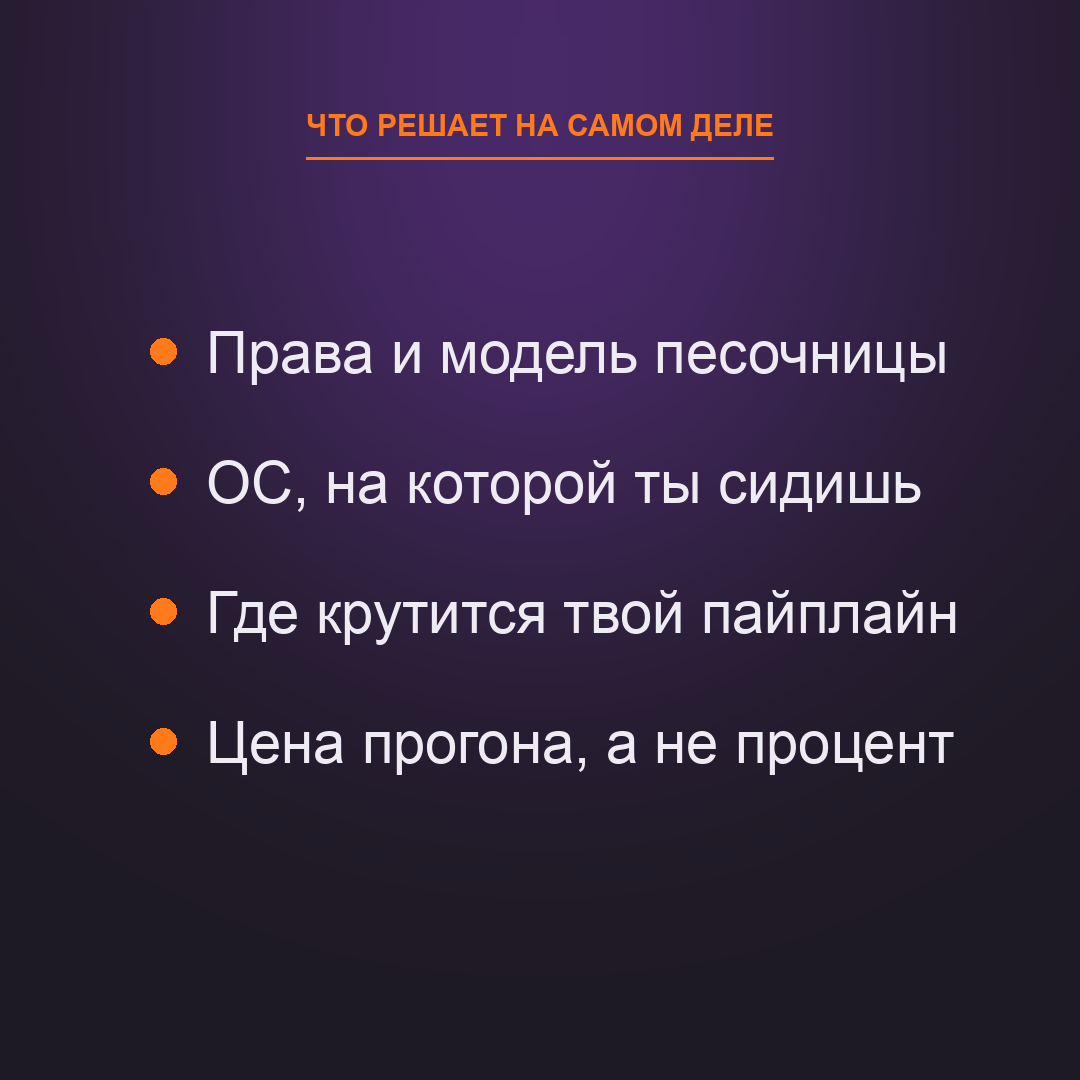 ЧТО РЕШАЕТ НА САМОМ ДЕЛЕ
Права и модель песочницы
ОС, на которой ты сидишь
Где крутится твой пайплайн
Цена прогона, а не процент